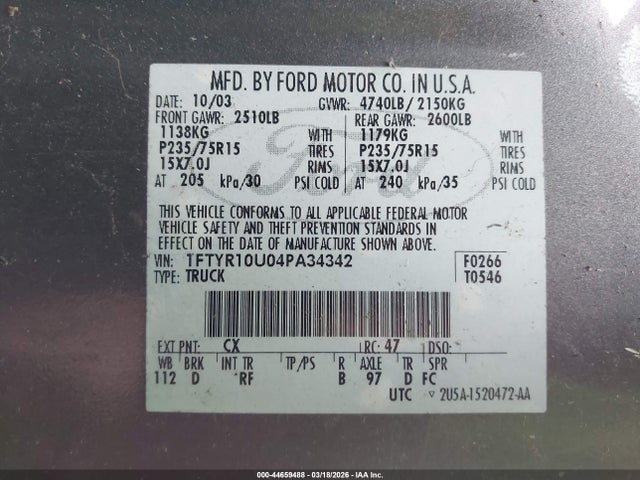 MFD. BY FORD MOTOR CO. IN U.S.A.
DATE: 10/03 GVWR: 4740LB/ 2150KG
FRONT GAWR: 2510LB REAR GAWR: 2600LB
1138KG WITH 1179KG WITH
P235/75R15 TIRES P235/75R15 TIRES
15X7.0J RIMS 15X7.0J RIMS
AT 205 kPa/30 PSI COLD AT 240 kPa/35 PSI COLD
Ford
THIS VEHICLE CONFORMS TO ALL APPLICABLE FEDERAL MOTOR
VEHICLE SAFETY AND THEFT PREVENTION STANDARDS IN
EFFECT ON THE DATE OF MANUFACTURE SHOWN ABOVE.
VIN: 1FTYR10U04PA34342 F0266
TYPE: TRUCK T0546
EXT PNT: CX RC: 47 DSO:
WB BRK INT TR TP/PS R AXLE TR SPR
112 D RF B 97 D FC
UTC ▽ 2U5A-1520472-AA
000-44659488 - 03/18/2026 - IAA Inc.